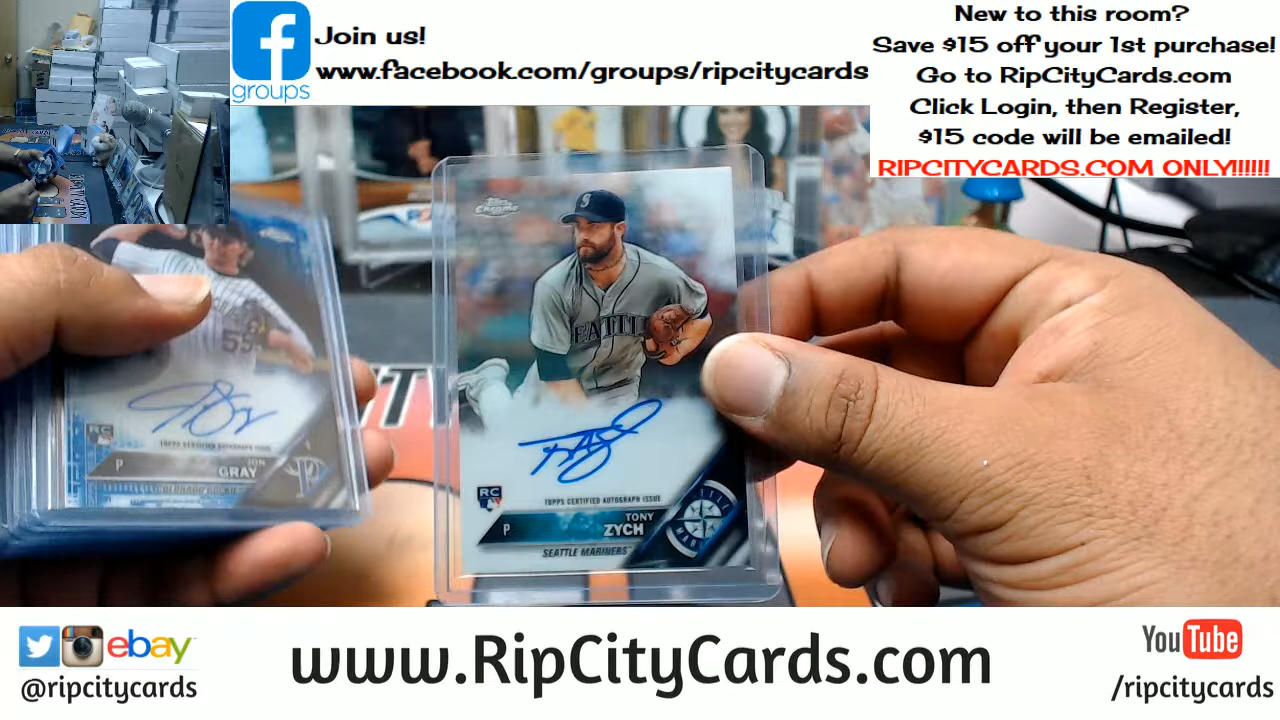 groups
Join us!
www.facebook.com/groups/ripcitycards
New to this room?
Save $15 off your 1st purchase!
Go to RipCityCards.com
Click Login, then Register,
$15 code will be emailed!
RIPCITYCARDS.COM ONLY!!!!!!
55
TOPPS CERTIFIED AUTOGRAPH ISSUE
RC
P
JON
GRAY
Topps
Chrome
S
SEATTL
TOPPS CERTIFIED AUTOGRAPH ISSUE
RC
P
TONY
ZYCH
SEATTLE MARINERS
ebay
@ripcitycards
www.RipCityCards.com
YouTube
/ripcitycards